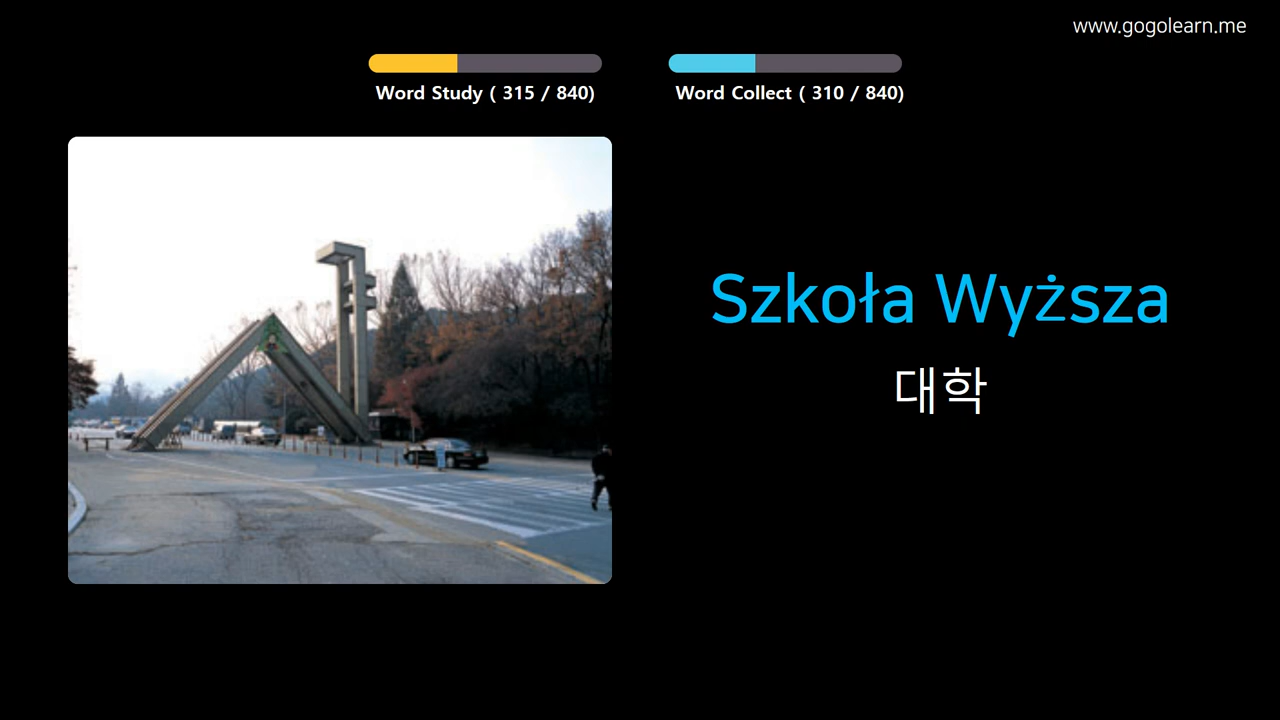 www.gogolearn.me
Word Study ( 315 / 840)
Word Collect ( 310 / 840)
Szkoła Wyższa
대학